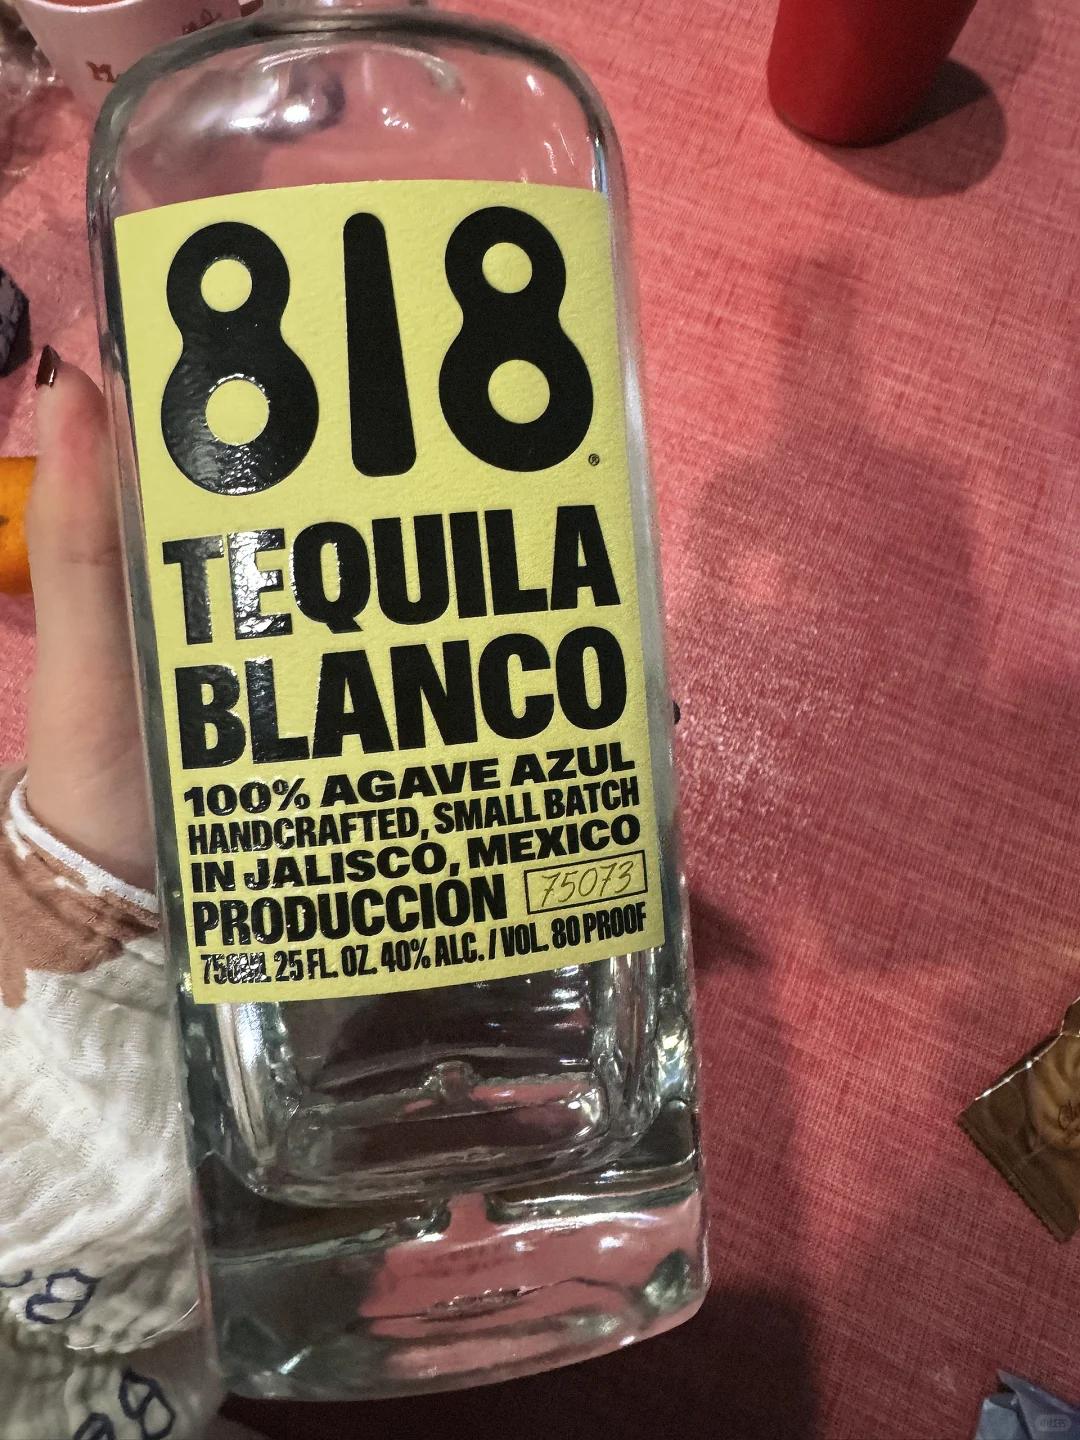 818®
TEQUILA
BLANCO
100% AGAVE AZUL
HANDCRAFTED, SMALL BATCH
IN JALISCO, MEXICO
PRODUCCIÓN 75073
750ML 25 FL. OZ. 40% ALC. / VOL. 80 PROOF